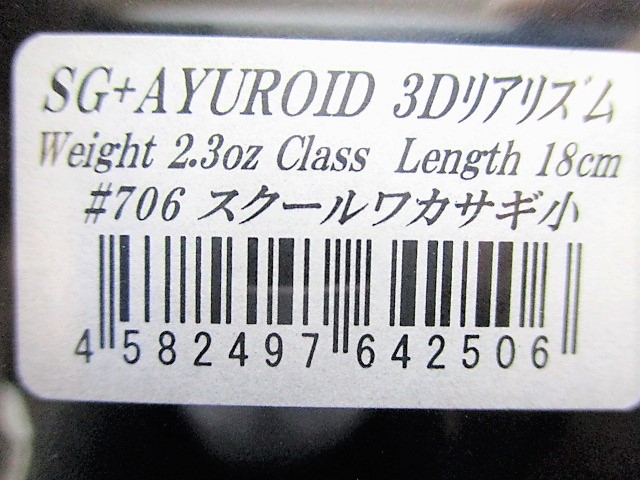 SG+AYUROID 3Dリアリズム
Weight 2.3oz Class Length 18cm
#706 スクールワカサギ小
4 582497 642506